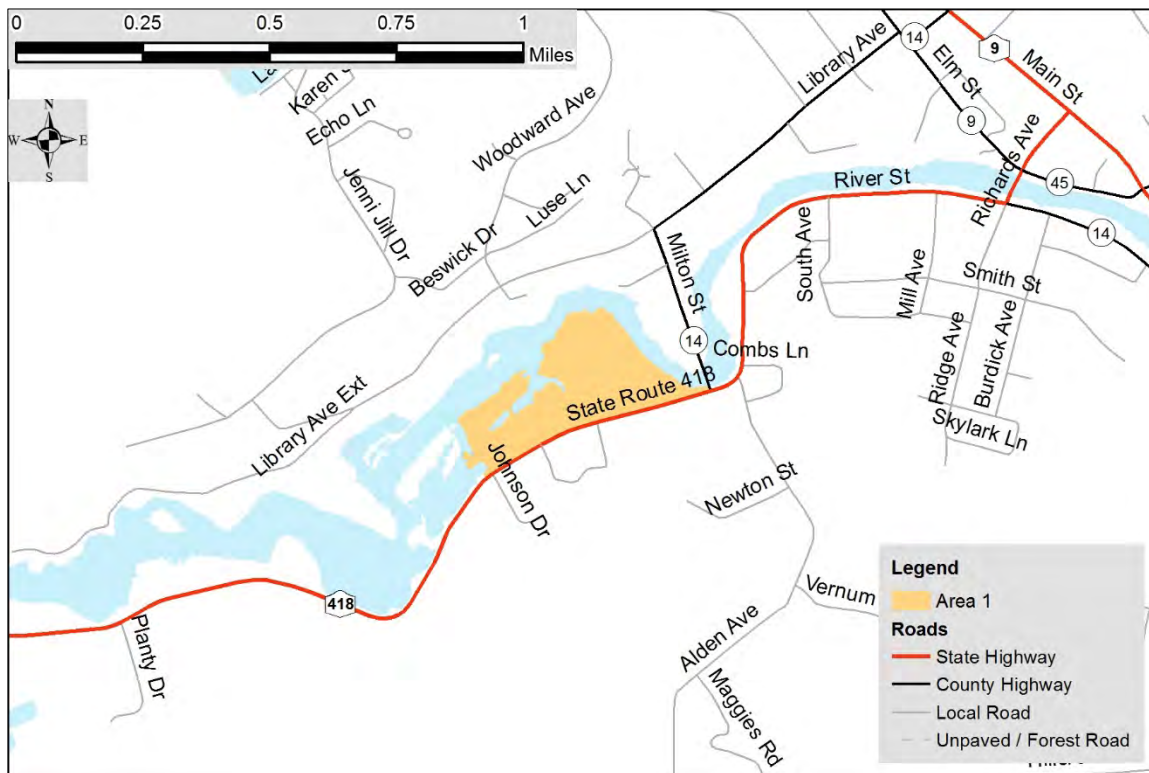 0 0.25 0.5 0.75 1
Miles
N
W E
S
Karen
Echo Ln
Jenni Jill Dr
Woodward Ave
Luse Ln
Beswick Dr
Library Ave
14
Elm St
9
9
Main St
Richards Ave
45
14
River St
Milton St
14
South Ave
Mill Ave
Smith St
Ridge Ave
Burdick Ave
Skylark Ln
Combs Ln
State Route 418
Library Ave Ext
Johnson Dr
Newton St
418
Planty Dr
Vernum
Alden Ave
Maggies Rd
Legend
Area 1
Roads
State Highway
County Highway
Local Road
Unpaved / Forest Road